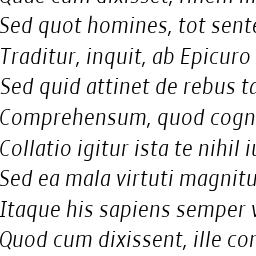 Quae cum dixisset, finem ill
Sed quot homines, tot sente
Traditur, inquit, ab Epicuro
Sed quid attinet de rebus ta
Comprehensum, quod cogn
Collatio igitur ista te nihil iu
Sed ea mala virtuti magnitu
Itaque his sapiens semper v
Quod cum dixissent, ille con